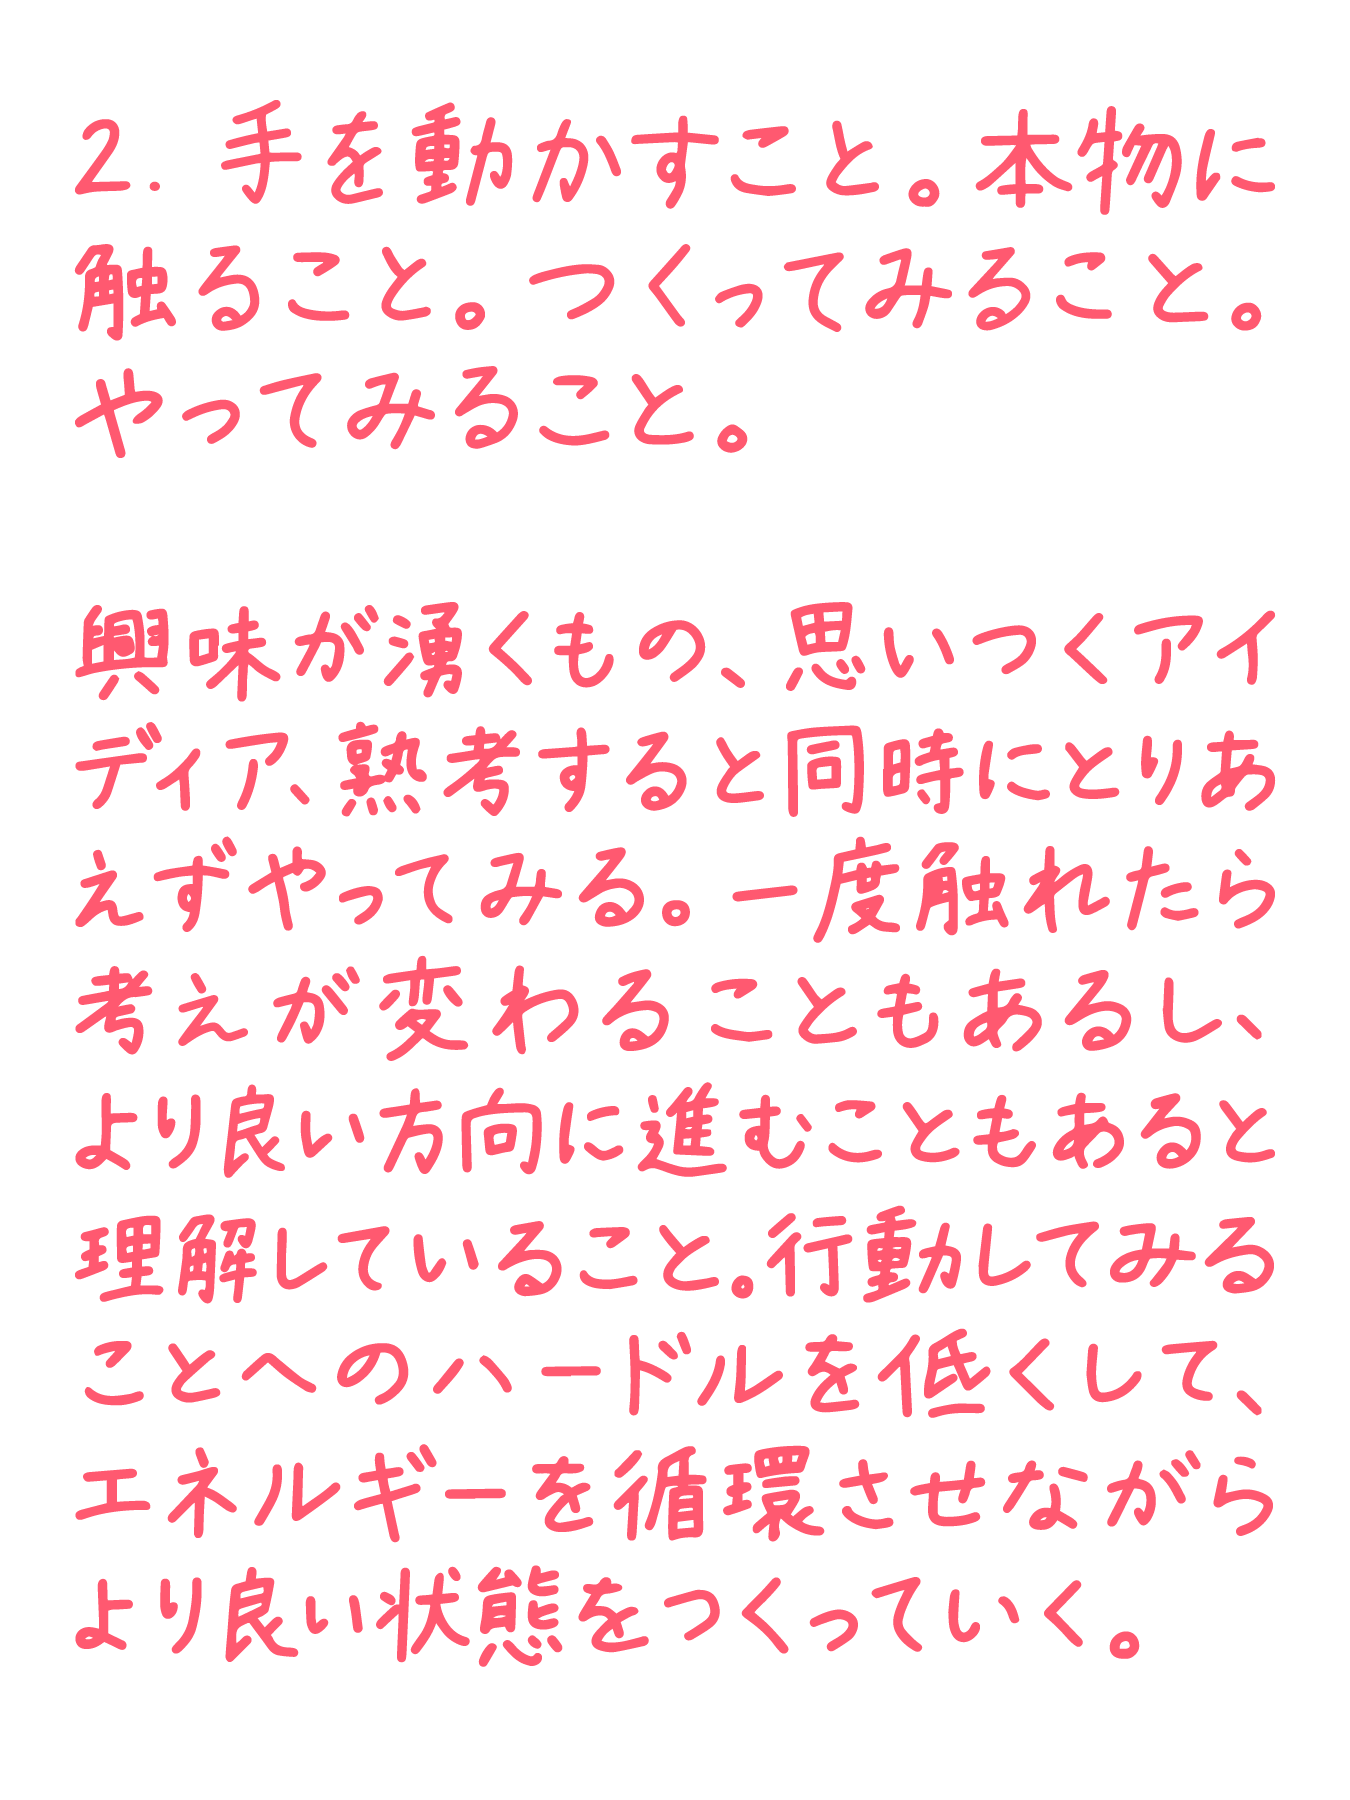 2. 手を動かすこと。本物に
触ること。つくってみること。
やってみること。
興味が湧くもの、思いつくアイ
ディア、熟考すると同時にとりあ
えずやってみる。一度触れたら
考えが変わることもあるし、
より良い方向に進むこともあると
理解していること。行動してみる
ことへのハードルを低くして、
エネルギーを循環させながら
より良い状態をつくっていく。